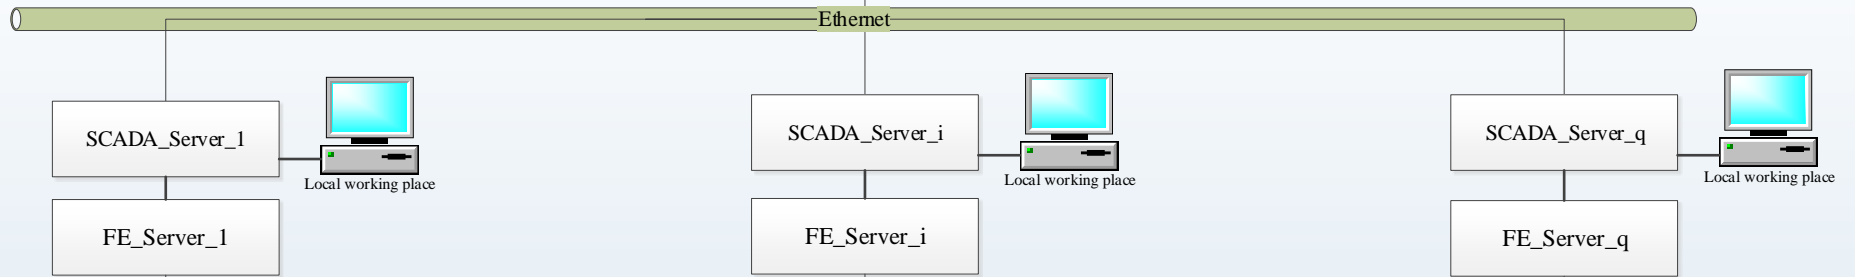 Ethernet
SCADA_Server_1
Local working place
FE_Server_1
SCADA_Server_i
Local working place
FE_Server_i
SCADA_Server_q
Local working place
FE_Server_q